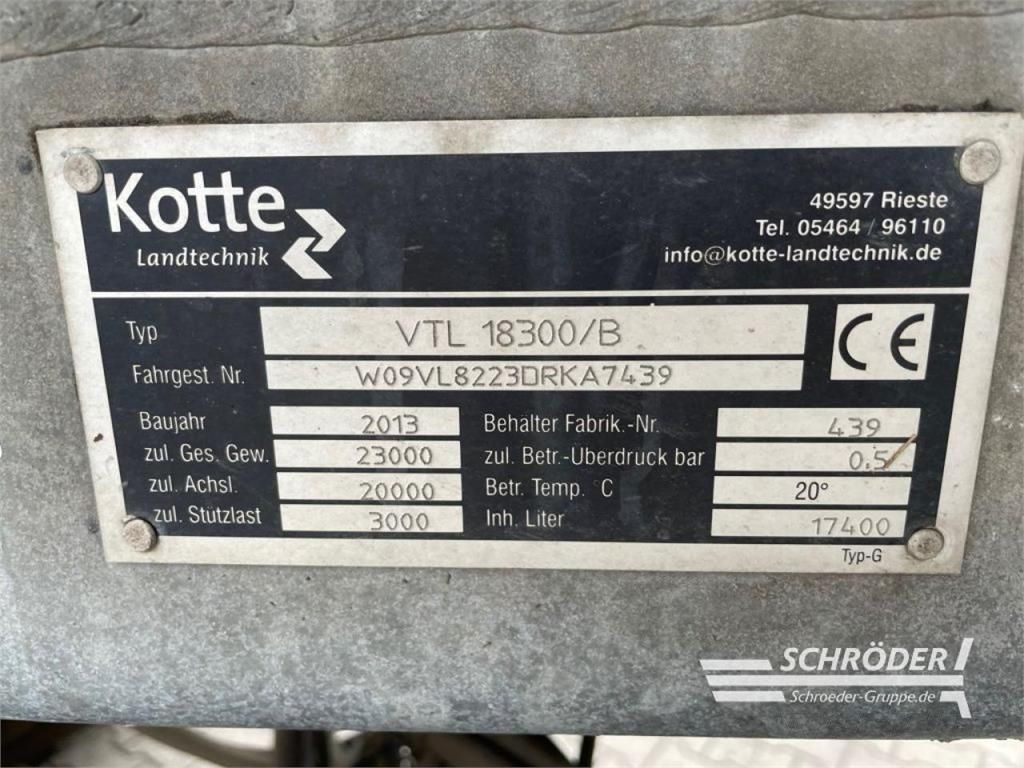 Kotte
Landtechnik
49597 Rieste
Tel. 05464 / 96110
info@kotte-landtechnik.de
Typ VTL 18300/B
CE
Fahrgest. Nr. W09VL8223DRKA7439
Baujahr 2013 Behälter Fabrik.-Nr. 439
zul. Ges. Gew. 23000 zul. Betr.-Überdruck bar 0.5
zul. Achsl. 20000 Betr. Temp. °C 20°
zul. Stützlast 3000 Inh. Liter 17400
Typ-G
SCHRÖDER
Schroeder-Gruppe.de